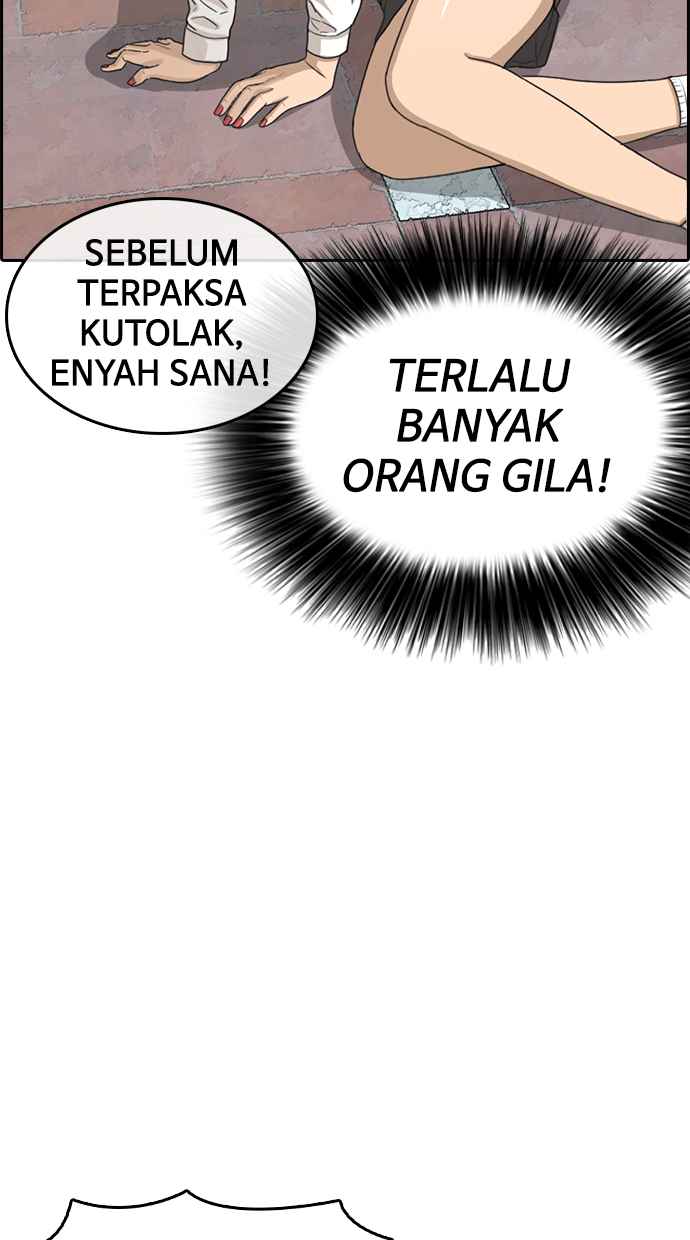 SEBELUM
TERPAKSA
KUTOLAK,
ENYAH SANA!
TERLALU
BANYAK
ORANG GILA!